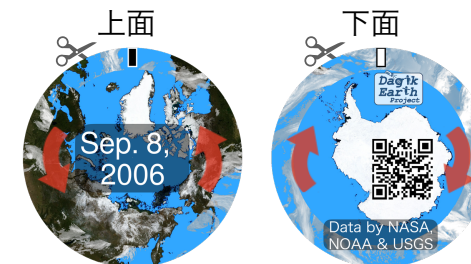 上面
下面
Sep. 8,
2006
Dagik
Earth
Project
Data by NASA,
NOAA & USGS